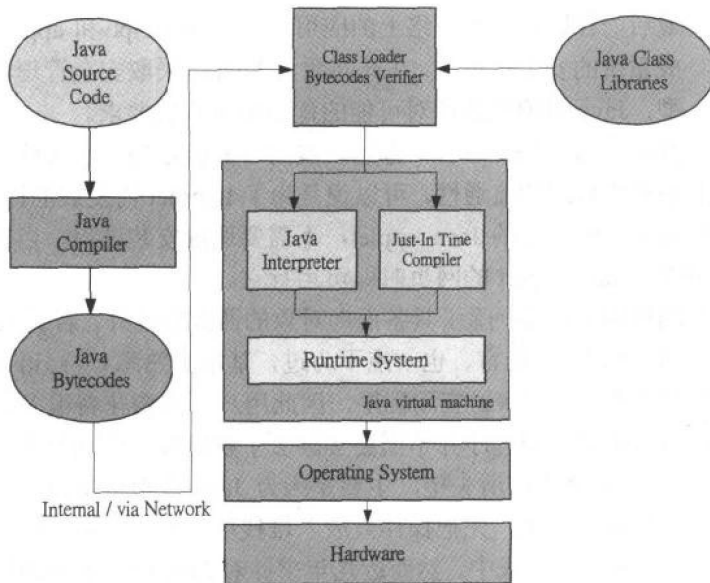 Java
Source
Code
Class Loader
Bytecodes Verifier
Java Class
Libraries
Java
Compiler
Java
Interpreter
Just-In Time
Compiler
Java
Bytecodes
Runtime System
Java virtual machine
Operating System
Internal / via Network
Hardware